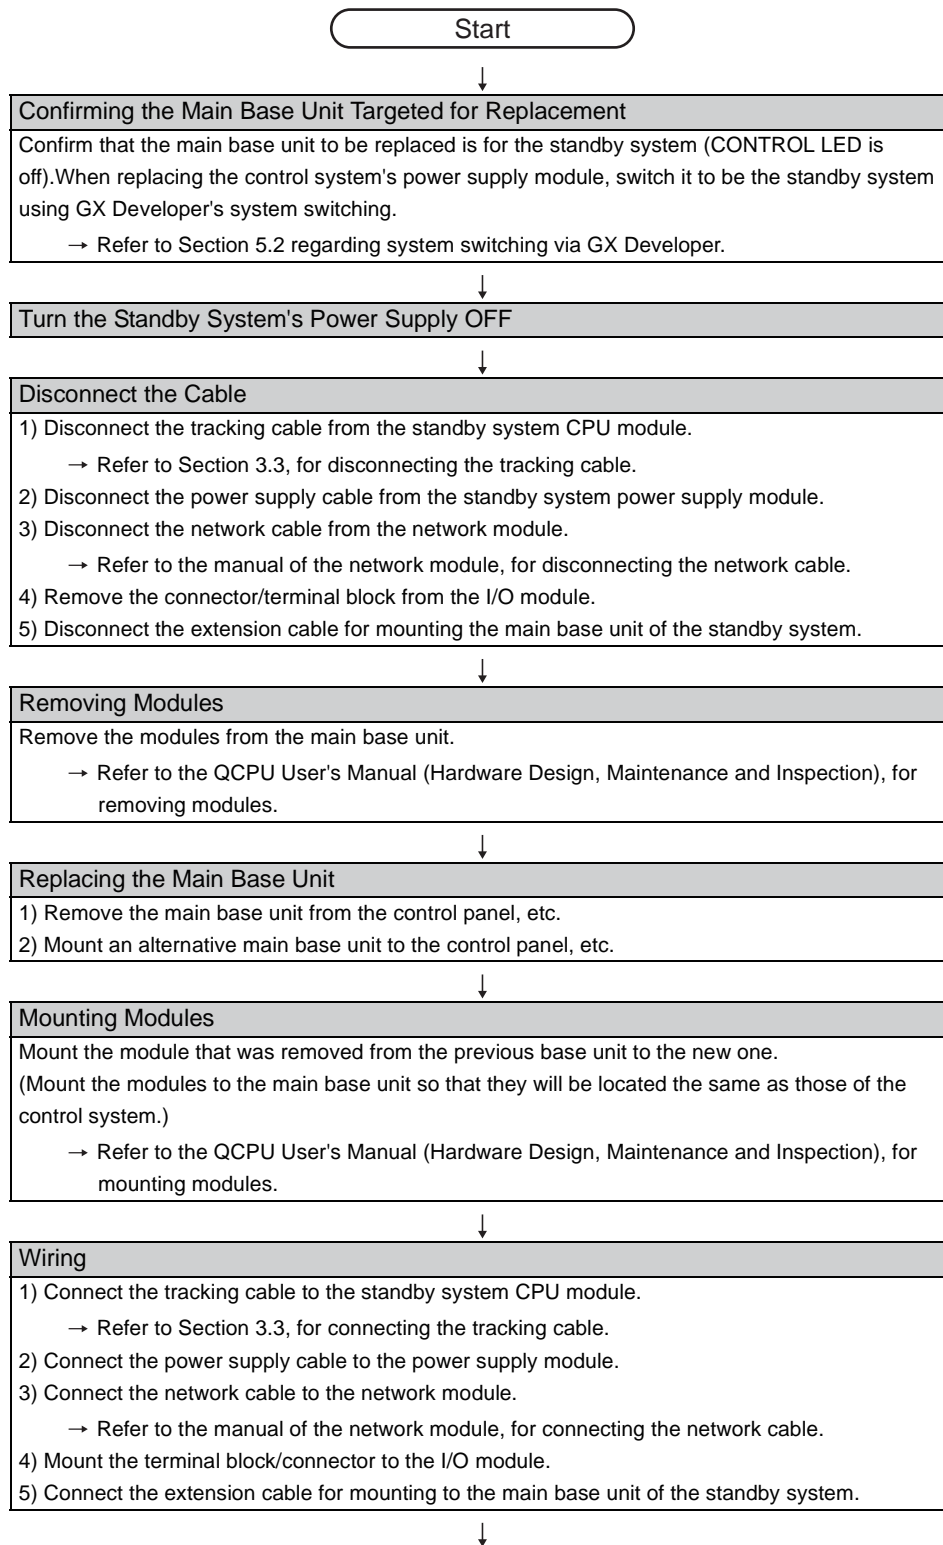 Start
↓
Confirming the Main Base Unit Targeted for Replacement
Confirm that the main base unit to be replaced is for the standby system (CONTROL LED is
off).When replacing the control system's power supply module, switch it to be the standby system
using GX Developer's system switching.
→ Refer to Section 5.2 regarding system switching via GX Developer.
↓
Turn the Standby System's Power Supply OFF
↓
Disconnect the Cable
1) Disconnect the tracking cable from the standby system CPU module.
→ Refer to Section 3.3, for disconnecting the tracking cable.
2) Disconnect the power supply cable from the standby system power supply module.
3) Disconnect the network cable from the network module.
→ Refer to the manual of the network module, for disconnecting the network cable.
4) Remove the connector/terminal block from the I/O module.
5) Disconnect the extension cable for mounting the main base unit of the standby system.
↓
Removing Modules
Remove the modules from the main base unit.
→ Refer to the QCPU User's Manual (Hardware Design, Maintenance and Inspection), for
removing modules.
↓
Replacing the Main Base Unit
1) Remove the main base unit from the control panel, etc.
2) Mount an alternative main base unit to the control panel, etc.
↓
Mounting Modules
Mount the module that was removed from the previous base unit to the new one.
(Mount the modules to the main base unit so that they will be located the same as those of the
control system.)
→ Refer to the QCPU User's Manual (Hardware Design, Maintenance and Inspection), for
mounting modules.
↓
Wiring
1) Connect the tracking cable to the standby system CPU module.
→ Refer to Section 3.3, for connecting the tracking cable.
2) Connect the power supply cable to the power supply module.
3) Connect the network cable to the network module.
→ Refer to the manual of the network module, for connecting the network cable.
4) Mount the terminal block/connector to the I/O module.
5) Connect the extension cable for mounting to the main base unit of the standby system.
↓